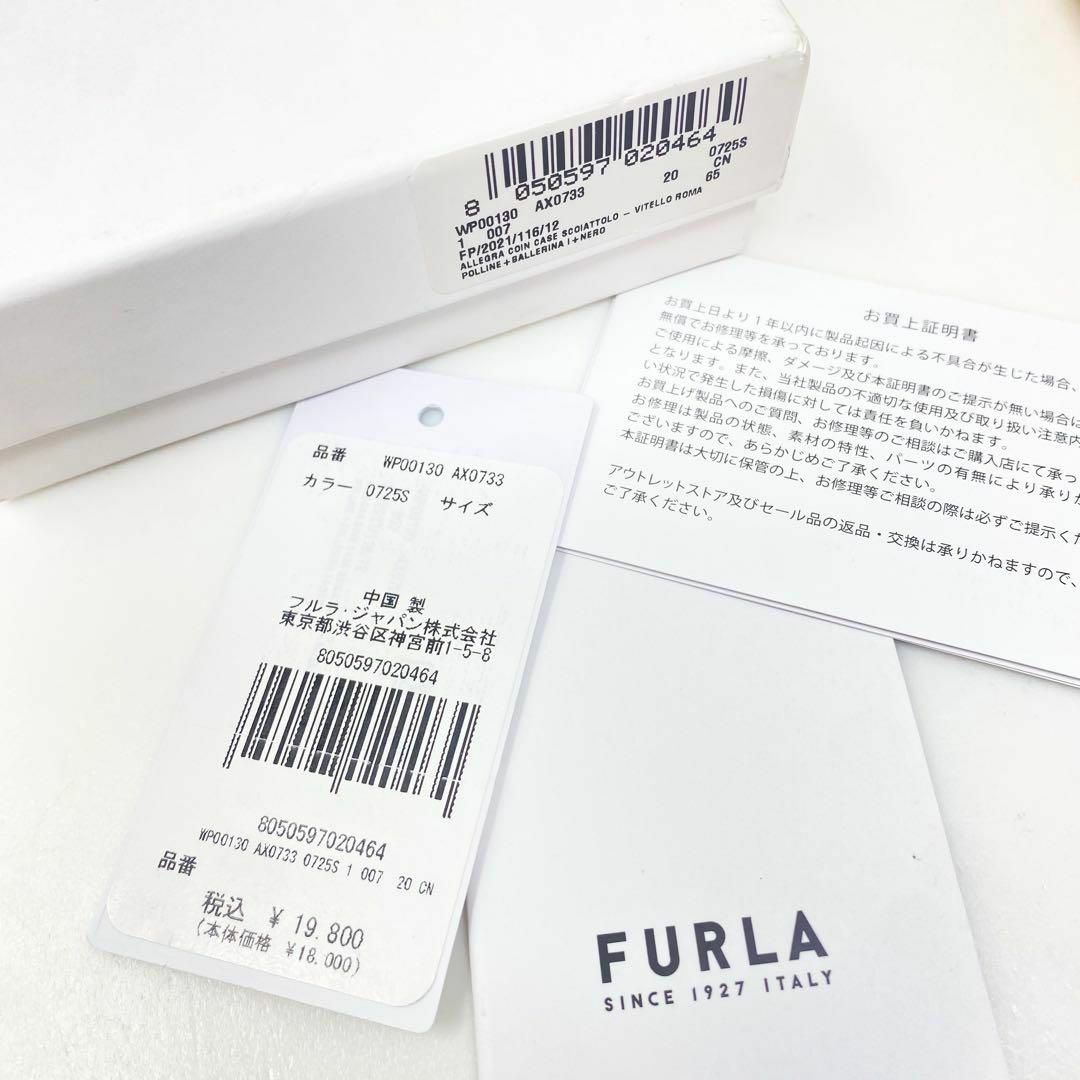 8 050597 020464
WP00130 AX0733 20 0725S
1 007 65 CN
FP/2021/116/12
ALLEGRA COIN CASE SCOIATTOLO – VITELLO ROMA
POLLINE+BALLERINA I+NERO
お買上証明書
お買上日より1年以内に製品起因による不具合が生じた場合、
無償でお修理等を承っております。
ご使用による摩擦、ダメージ及び本証明書のご提示が無い場合は
となります。また、当社製品の不適切な使用及び取り扱い注意内
い状況で発生した損傷に対しては責任を負いかねます。
お買上げ製品へのご質問、お修理等のご相談はご購入店にて承っ
お修理は製品の状態、素材の特性、パーツの有無により承りか
ございますので、あらかじめご了承ください。
本証明書は大切に保管の上、お修理等ご相談の際は必ずご提示くだ
アウトレットストア及びセール品の返品・交換は承りかねますので、
ご了承ください。
品番 WP00130 AX0733
カラー 0725S サイズ
中国 製
フルラ・ジャパン株式会社
東京都渋谷区神宮前1-5-8
8050597020464
8050597020464
WP00130 AX0733 0725S 1 007 20 CN
品番
税込 ¥ 19.800
(本体価格 ¥18.000)
FURLA
SINCE 1927 ITALY